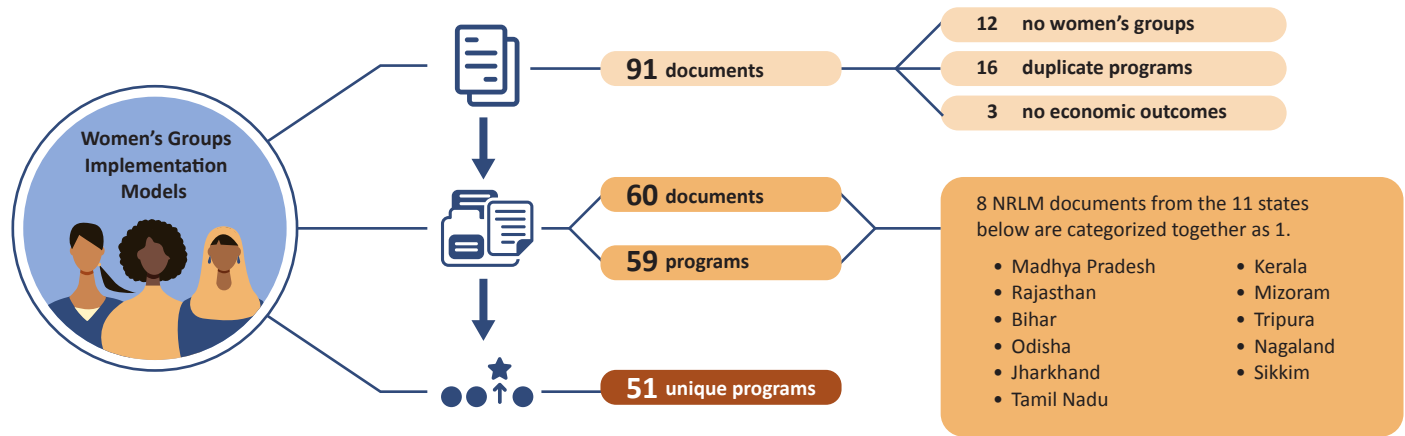 Women's Groups
Implementation
Models
91 documents
12 no women's groups
16 duplicate programs
3 no economic outcomes
60 documents
59 programs
8 NRLM documents from the 11 states
below are categorized together as 1.
• Madhya Pradesh
• Rajasthan
• Bihar
• Odisha
• Jharkhand
• Tamil Nadu
• Kerala
• Mizoram
• Tripura
• Nagaland
• Sikkim
51 unique programs